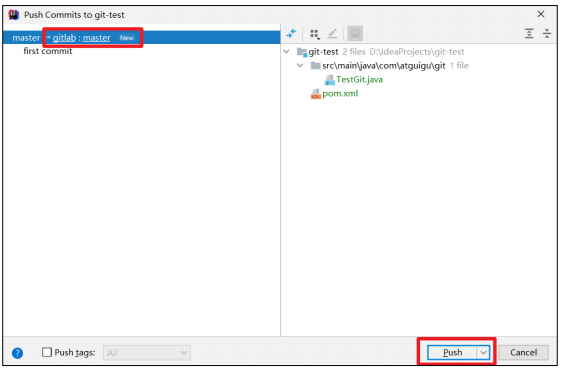 Push Commits to git-test
master → gitlab : master New
first commit
git-test 2 files D:\IdeaProjects\git-test
src\main\java\com\atguigu\git 1 file
TestGit.java
pom.xml
? Push tags: All Push Cancel